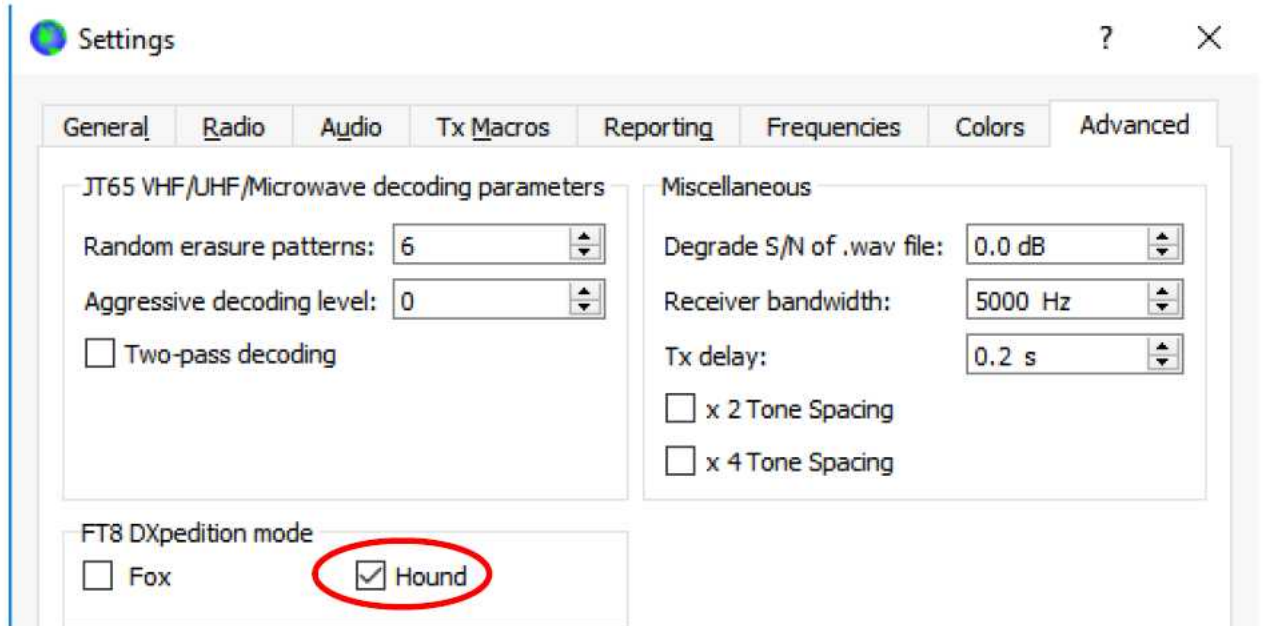 Settings
?
General Radio Audio Tx Macros Reporting Frequencies Colors Advanced
JT65 VHF/UHF/Microwave decoding parameters
Random erasure patterns: 6
Aggressive decoding level: 0
Two-pass decoding
Miscellaneous
Degrade S/N of .wav file: 0.0 dB
Receiver bandwidth: 5000 Hz
Tx delay: 0.2 s
x 2 Tone Spacing
x 4 Tone Spacing
FT8 DXpedition mode
Fox Hound